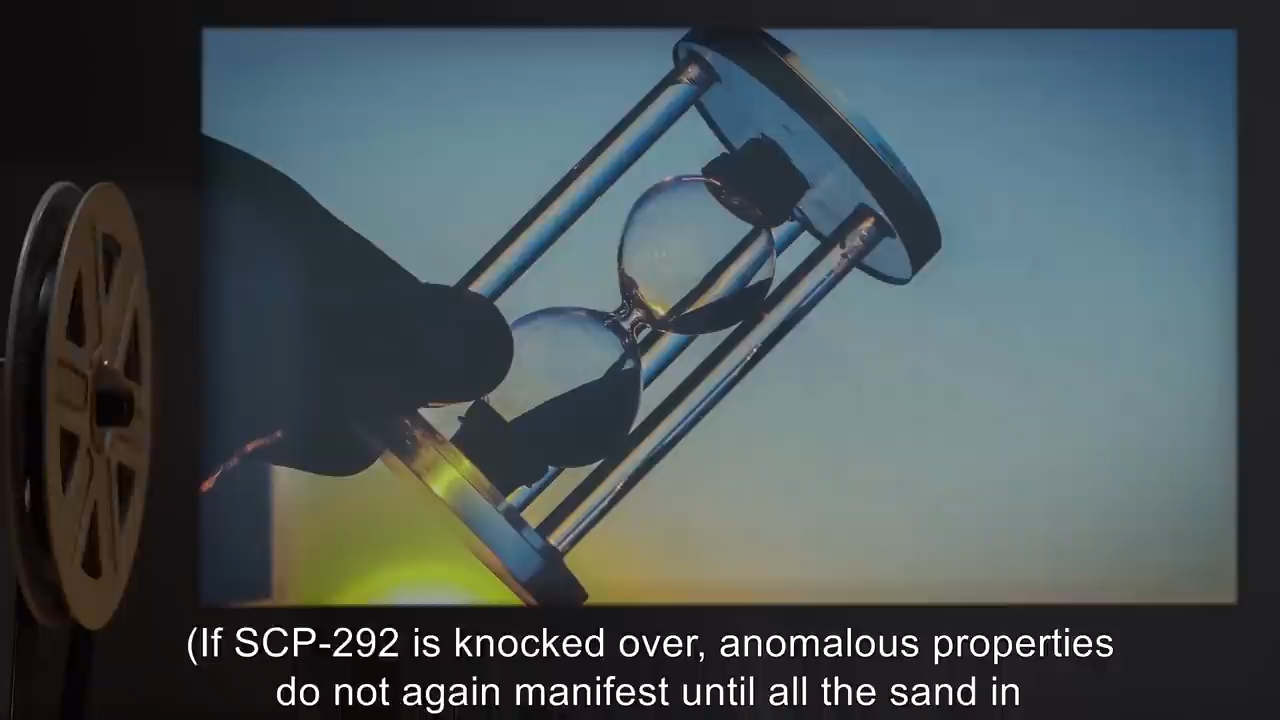 (If SCP-292 is knocked over, anomalous properties
do not again manifest until all the sand in